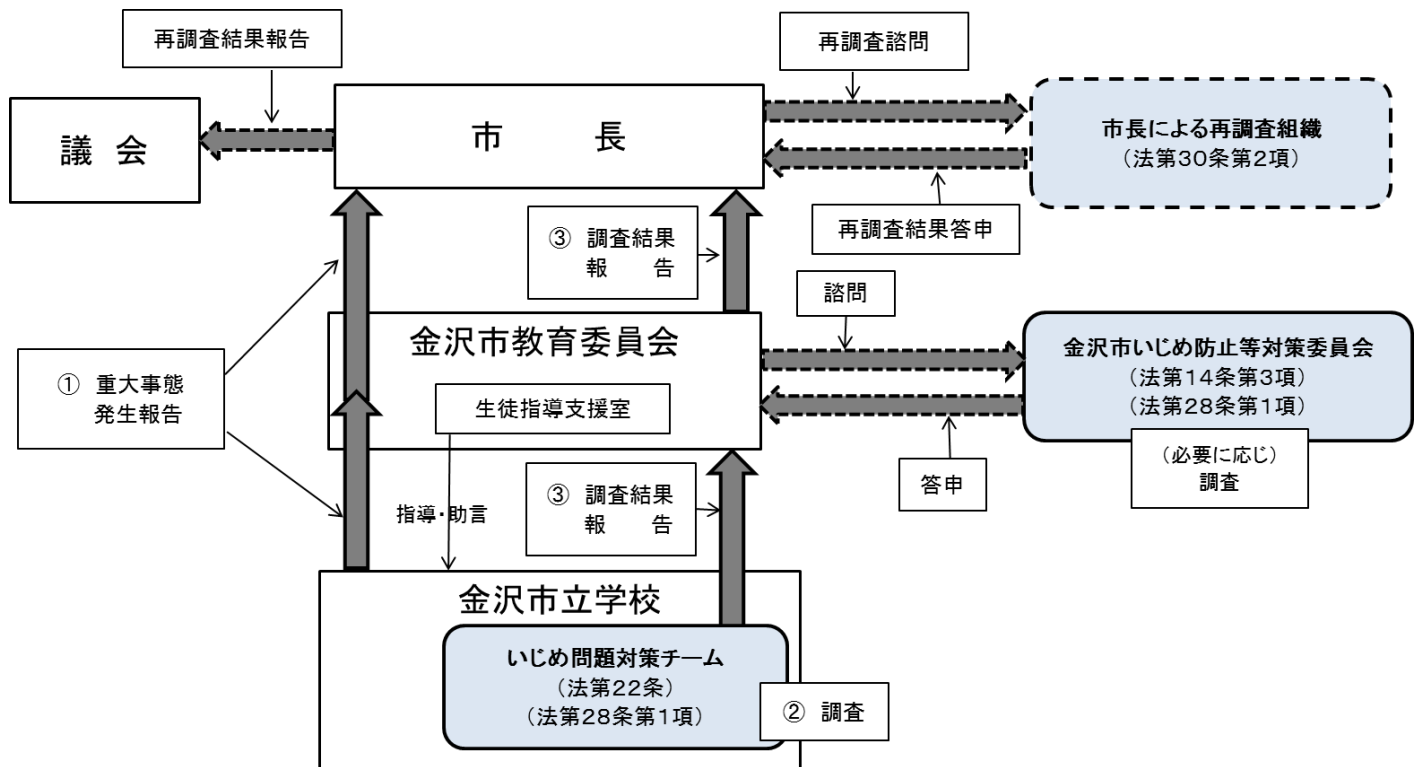 再調査結果報告
再調査諮問
議 会
市 長
市長による再調査組織
(法第30条第2項)
再調査結果答申
③ 調査結果
報 告
諮問
① 重大事態
発生報告
金沢市教育委員会
生徒指導支援室
金沢市いじめ防止等対策委員会
(法第14条第3項)
(法第28条第1項)
(必要に応じ)
調査
答申
指導・助言
③ 調査結果
報 告
金沢市立学校
いじめ問題対策チーム
(法第22条)
(法第28条第1項)
② 調査